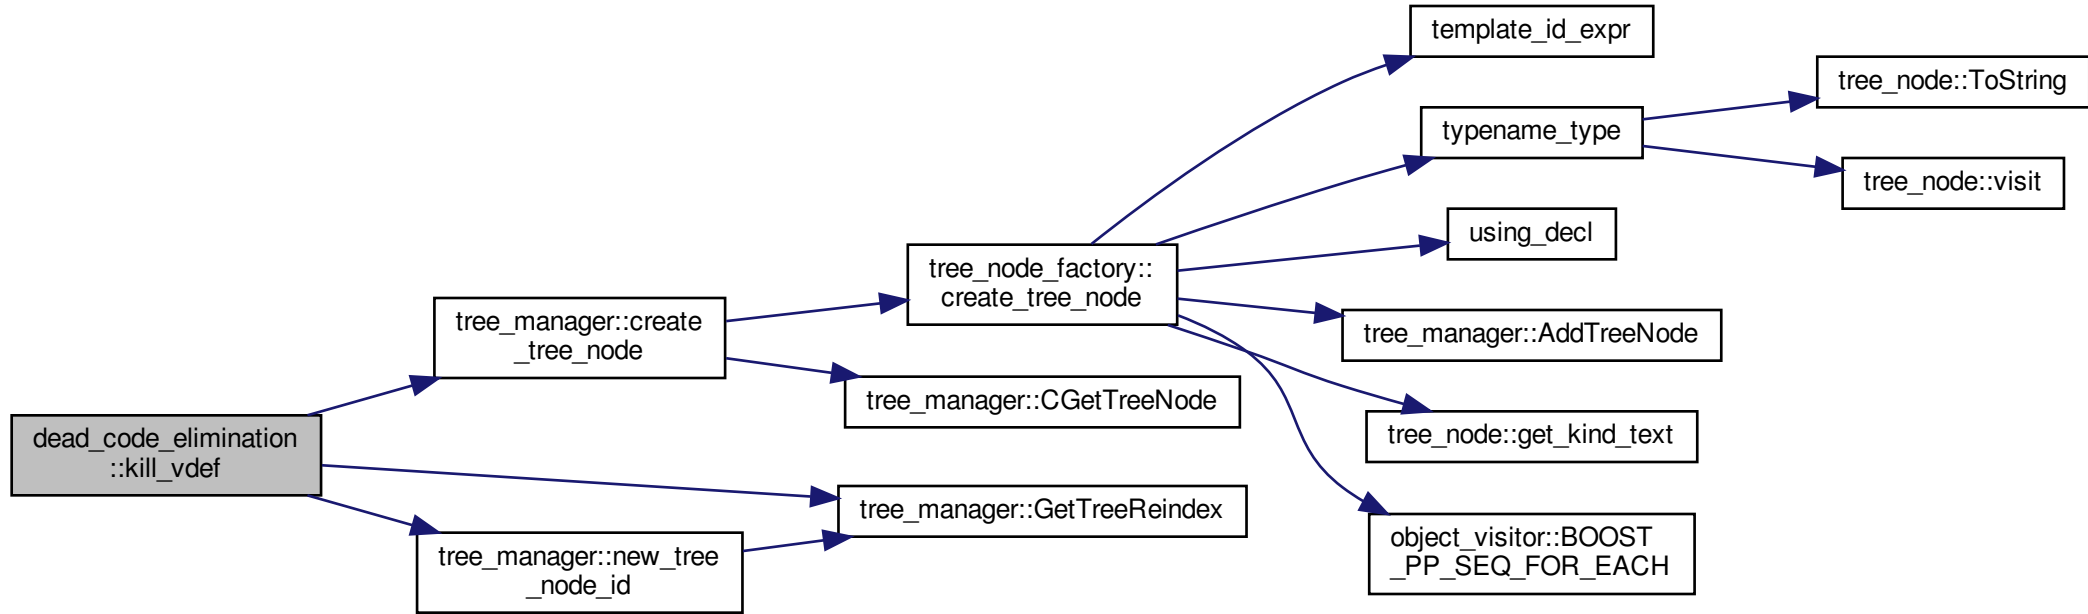 dead_code_elimination
::kill_vdef
tree_manager::create
_tree_node
tree_node_factory::
create_tree_node
template_id_expr
typename_type
tree_node::ToString
tree_node::visit
using_decl
tree_manager::AddTreeNode
tree_node::get_kind_text
object_visitor::BOOST
_PP_SEQ_FOR_EACH
tree_manager::CGetTreeNode
tree_manager::GetTreeReindex
tree_manager::new_tree
_node_id